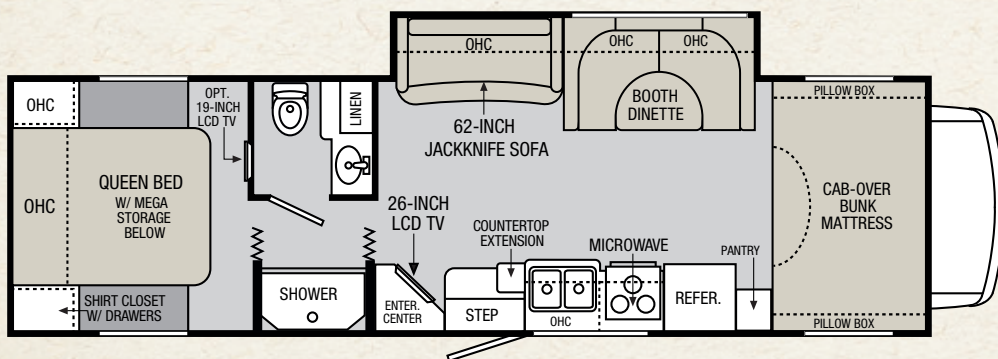 OHC
OPT.
19-INCH
LCD TV
LINEN
OHC
62-INCH
JACKKNIFE SOFA
OHC
OHC
BOOTH
DINETTE
PILLOW BOX
OHC
QUEEN BED
W/ MEGA
STORAGE
BELOW
26-INCH
LCD TV
COUNTERTOP
EXTENSION
MICROWAVE
PANTRY
CAB-OVER
BUNK
MATTRESS
SHIRT CLOSET
W/ DRAWERS
SHOWER
ENTER.
CENTER
STEP
OHC
REFER.
PILLOW BOX